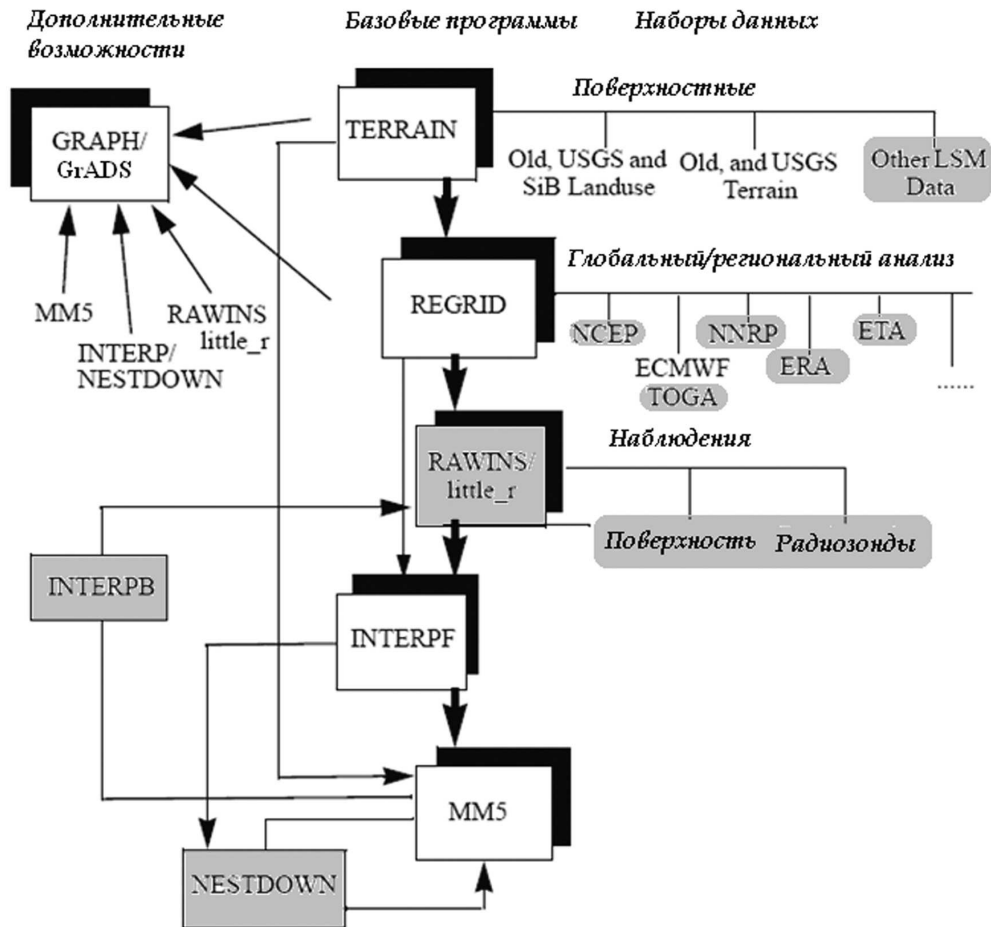 Дополнительные
возможности
Базовые программы
Наборы данных
GRAPH/
GrADS
TERRAIN
Поверхностные
Old, USGS and
SiB Landuse
Old, and USGS
Terrain
Other LSM
Data
MM5
INTERP/
NESTDOWN
RAWINS
little_r
REGRID
Глобальный/региональный анализ
NCEP
ECMWF
TOGA
NNRP
ERA
ETA
......
RAWINS/
little_r
Наблюдения
Поверхность
Радиозонды
INTERPB
INTERPF
MM5
NESTDOWN